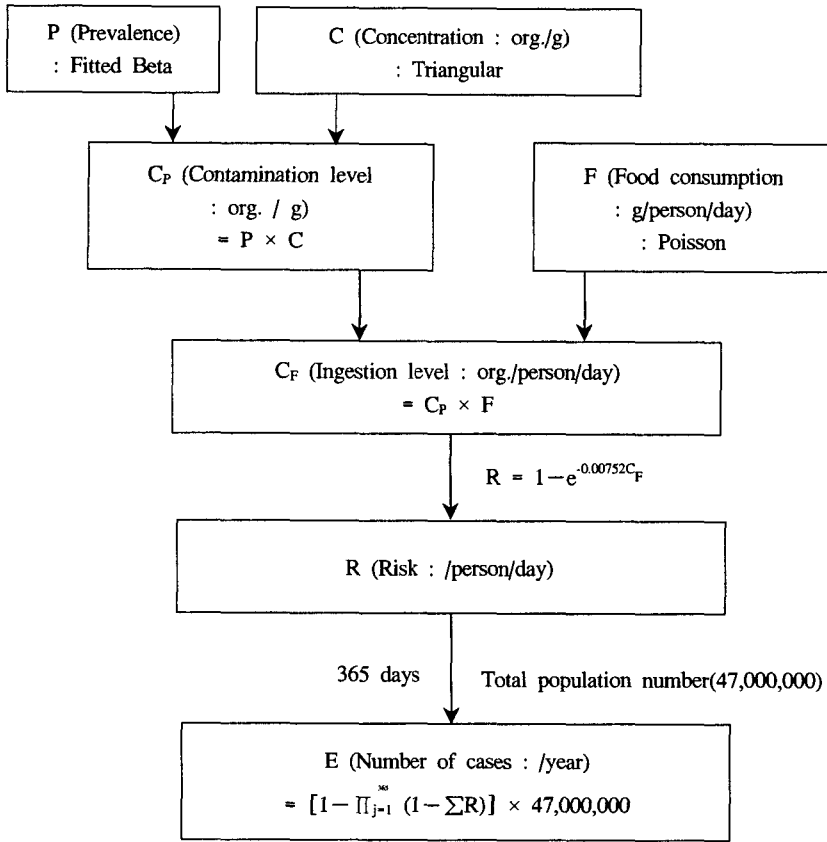 P (Prevalence)
: Fitted Beta
C (Concentration : org./g)
: Triangular
C_P (Contamination level
: org. / g)
= P × C
F (Food consumption
: g/person/day)
: Poisson
C_F (Ingestion level : org./person/day)
= C_P × F
R = 1−e^-0.00752C_F
R (Risk : /person/day)
365 days
Total population number(47,000,000)
E (Number of cases : /year)
= [1− ∏_{j=1}^{365} (1−∑R)] × 47,000,000